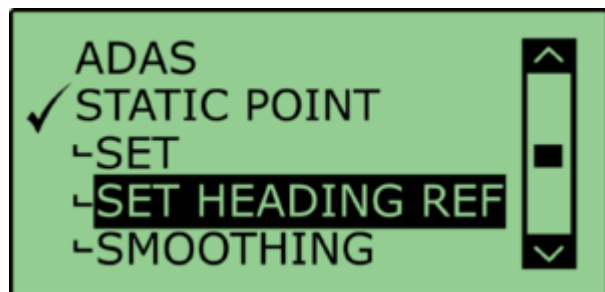 ADAS
STATIC POINT
SET
SET HEADING REF
SMOOTHING